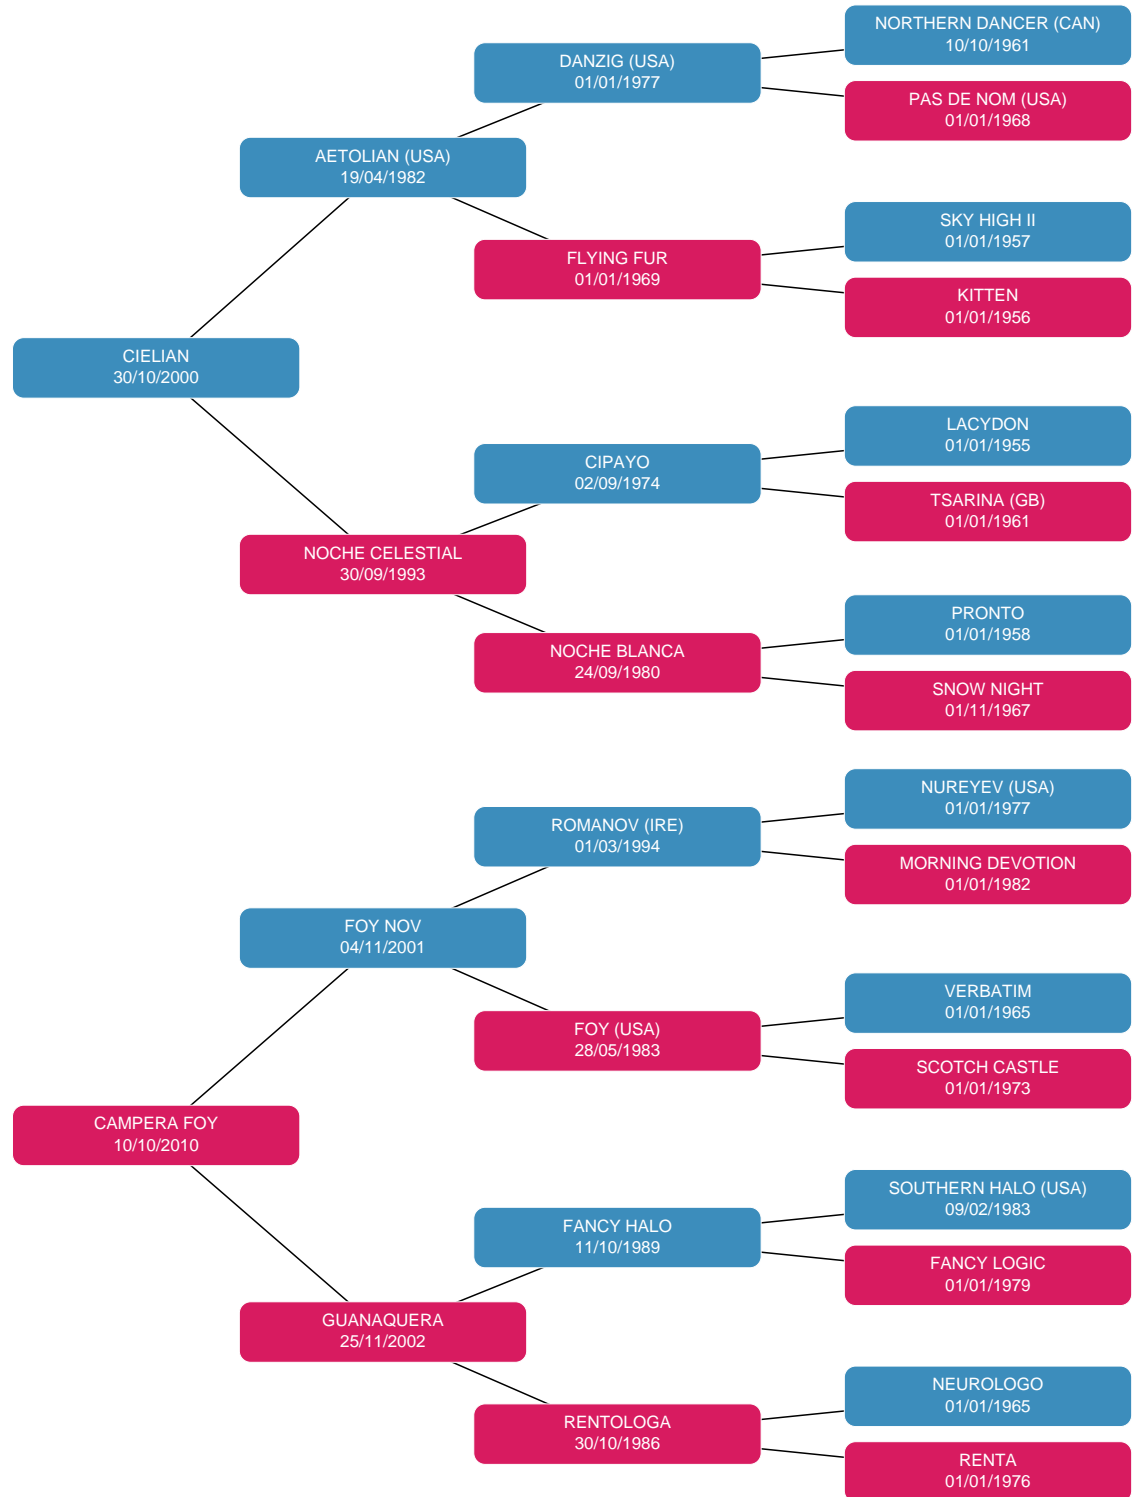 NORTHERN DANCER (CAN)
10/10/1961
DANZIG (USA)
01/01/1977
PAS DE NOM (USA)
01/01/1968
AETOLIAN (USA)
19/04/1982
SKY HIGH II
01/01/1957
FLYING FUR
01/01/1969
KITTEN
01/01/1956
CIELIAN
30/10/2000
LACYDON
01/01/1955
CIPAYO
02/09/1974
TSARINA (GB)
01/01/1961
NOCHE CELESTIAL
30/09/1993
PRONTO
01/01/1958
NOCHE BLANCA
24/09/1980
SNOW NIGHT
01/11/1967
NUREYEV (USA)
01/01/1977
ROMANOV (IRE)
01/03/1994
MORNING DEVOTION
01/01/1982
FOY NOV
04/11/2001
VERBATIM
01/01/1965
FOY (USA)
28/05/1983
SCOTCH CASTLE
01/01/1973
CAMPERA FOY
10/10/2010
SOUTHERN HALO (USA)
09/02/1983
FANCY HALO
11/10/1989
FANCY LOGIC
01/01/1979
GUANAQUERA
25/11/2002
NEUROLOGO
01/01/1965
RENTOLOGA
30/10/1986
RENTA
01/01/1976